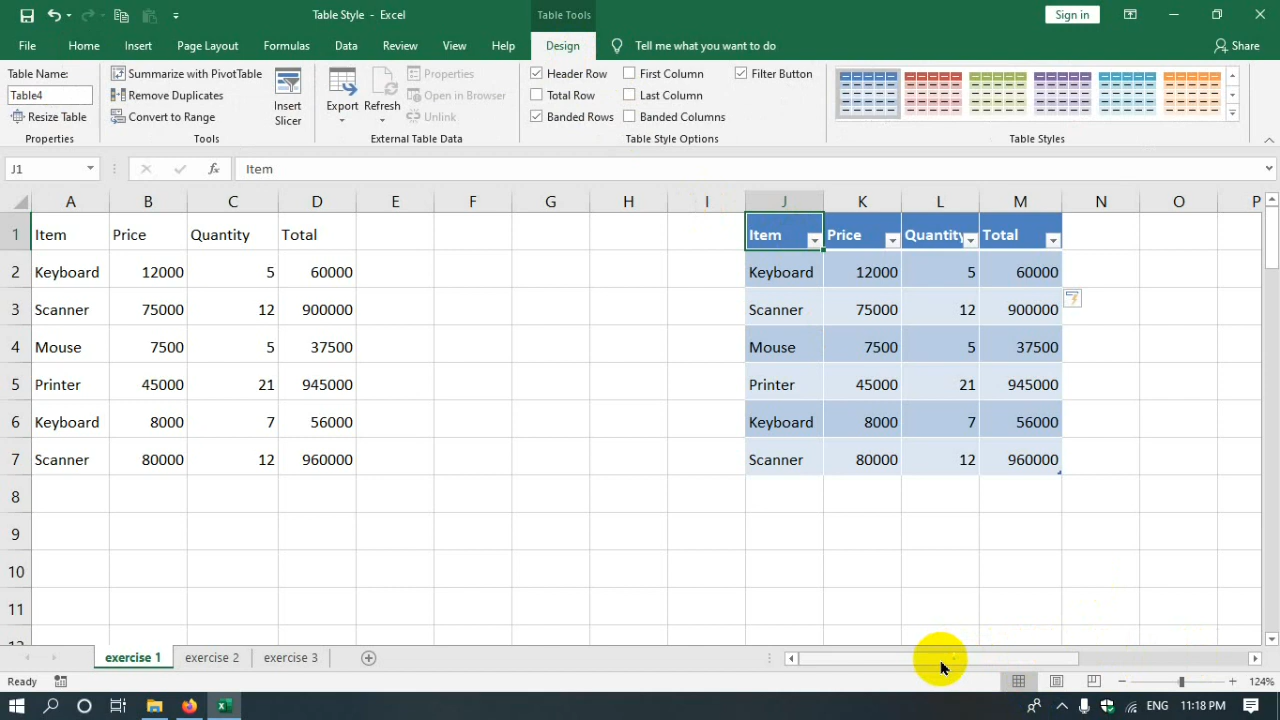 Table Style - Excel
Table Tools
Sign in
File Home Insert Page Layout Formulas Data Review View Help Design Tell me what you want to do Share
Table Name:
Table4
Resize Table
Properties
Summarize with PivotTable
Remove Duplicates
Convert to Range
Insert
Slicer
Tools
Export
Refresh
Properties
Open in Browser
Unlink
External Table Data
Header Row First Column Filter Button
Total Row Last Column
Banded Rows Banded Columns
Table Style Options
Table Styles
J1 fx Item
A B C D E F G H I J K L M N O P
1 Item Price Quantity Total Item Price Quantity Total
2 Keyboard 12000 5 60000 Keyboard 12000 5 60000
3 Scanner 75000 12 900000 Scanner 75000 12 900000
4 Mouse 7500 5 37500 Mouse 7500 5 37500
5 Printer 45000 21 945000 Printer 45000 21 945000
6 Keyboard 8000 7 56000 Keyboard 8000 7 56000
7 Scanner 80000 12 960000 Scanner 80000 12 960000
8
9
10
11
12
exercise 1 exercise 2 exercise 3
Ready 124%
ENG 11:18 PM